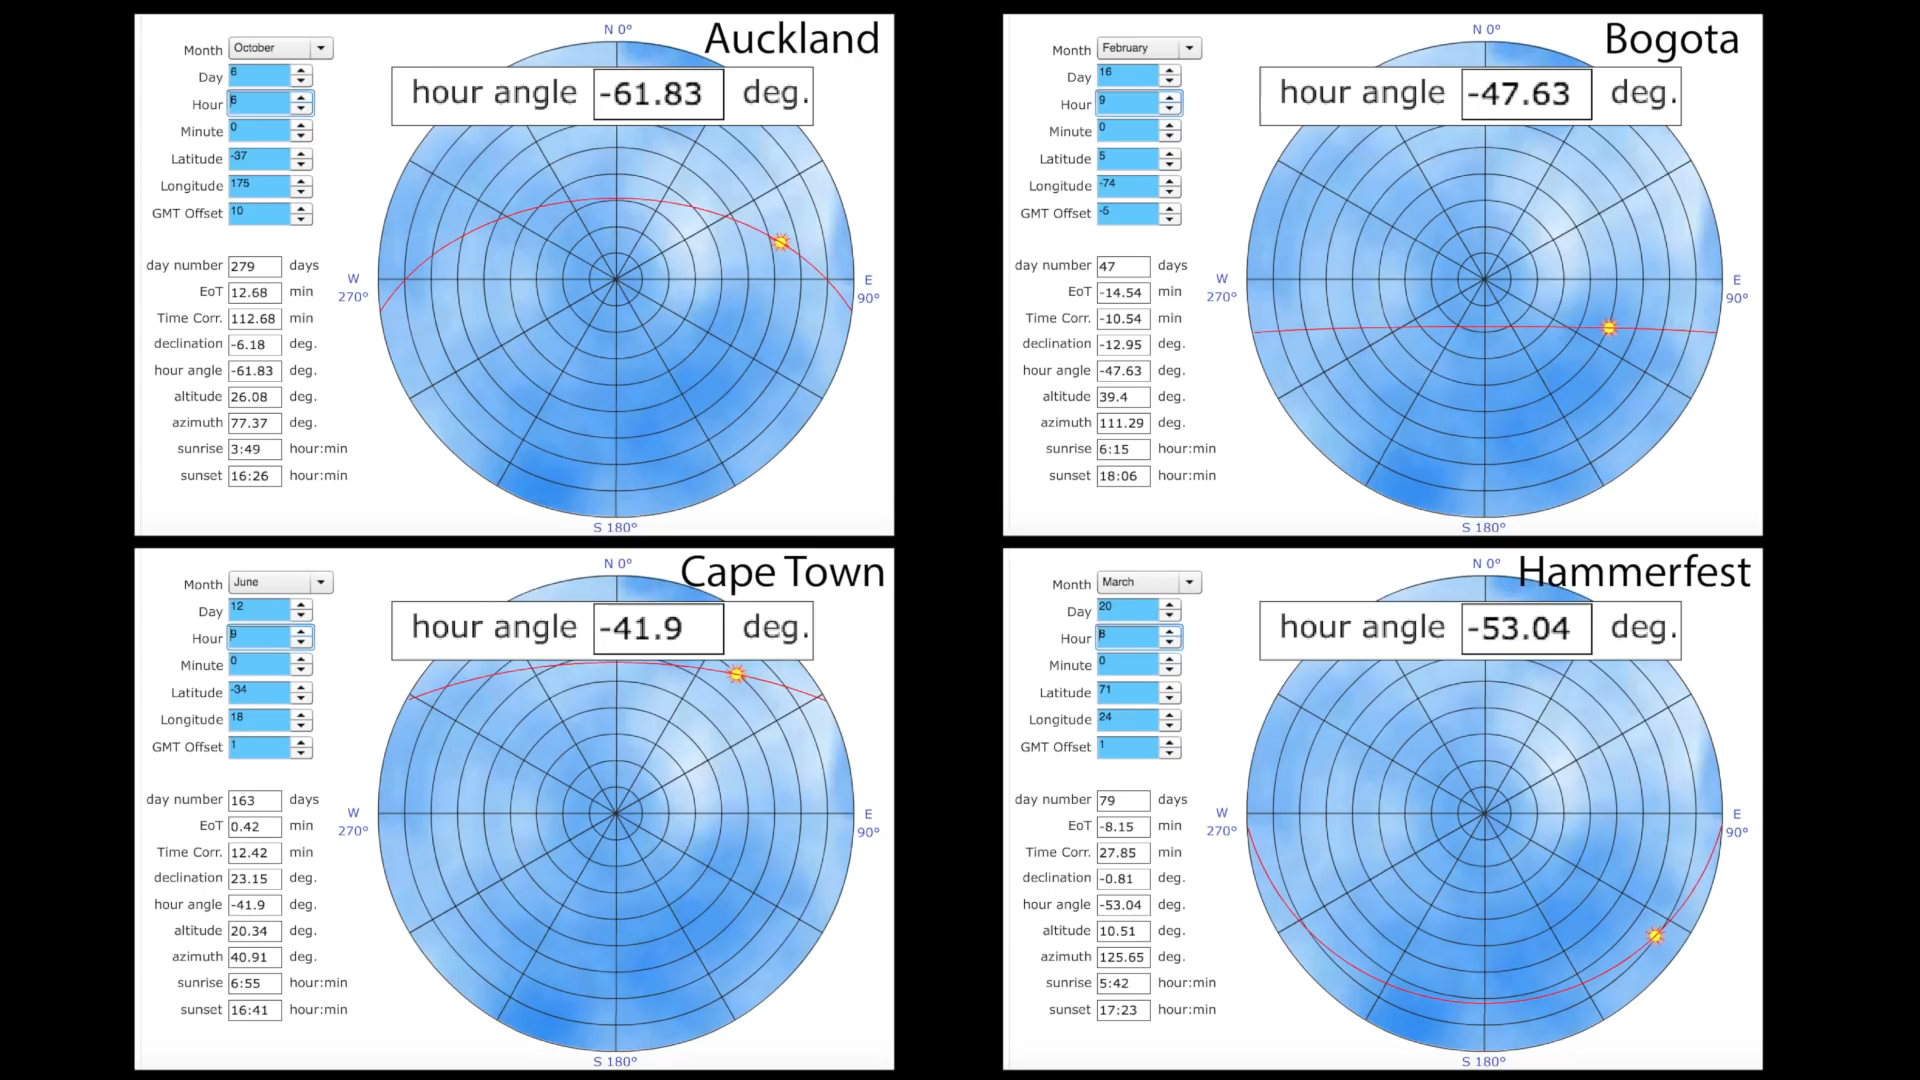 Auckland
N 0°
Month October
Day 6
Hour 6
Minute 0
Latitude -37
Longitude 175
GMT Offset 10
hour angle -61.83 deg.
day number 279 days
EoT 12.68 min
Time Corr. 112.68 min
declination -6.18 deg.
hour angle -61.83 deg.
altitude 26.08 deg.
azimuth 77.37 deg.
sunrise 3:49 hour:min
sunset 16:26 hour:min
W
270°
E
90°
S 180°
Bogota
N 0°
Month February
Day 16
Hour 9
Minute 0
Latitude 5
Longitude -74
GMT Offset -5
hour angle -47.63 deg.
day number 47 days
EoT -14.54 min
Time Corr. -10.54 min
declination -12.95 deg.
hour angle -47.63 deg.
altitude 39.4 deg.
azimuth 111.29 deg.
sunrise 6:15 hour:min
sunset 18:06 hour:min
W
270°
E
90°
S 180°
Cape Town
N 0°
Month June
Day 12
Hour 9
Minute 0
Latitude -34
Longitude 18
GMT Offset 1
hour angle -41.9 deg.
day number 163 days
EoT 0.42 min
Time Corr. 12.42 min
declination 23.15 deg.
hour angle -41.9 deg.
altitude 20.34 deg.
azimuth 40.91 deg.
sunrise 6:55 hour:min
sunset 16:41 hour:min
W
270°
E
90°
S 180°
Hammerfest
N 0°
Month March
Day 20
Hour 8
Minute 0
Latitude 71
Longitude 24
GMT Offset 1
hour angle -53.04 deg.
day number 79 days
EoT -8.15 min
Time Corr. 27.85 min
declination -0.81 deg.
hour angle -53.04 deg.
altitude 10.51 deg.
azimuth 125.65 deg.
sunrise 5:42 hour:min
sunset 17:23 hour:min
W
270°
E
90°
S 180°